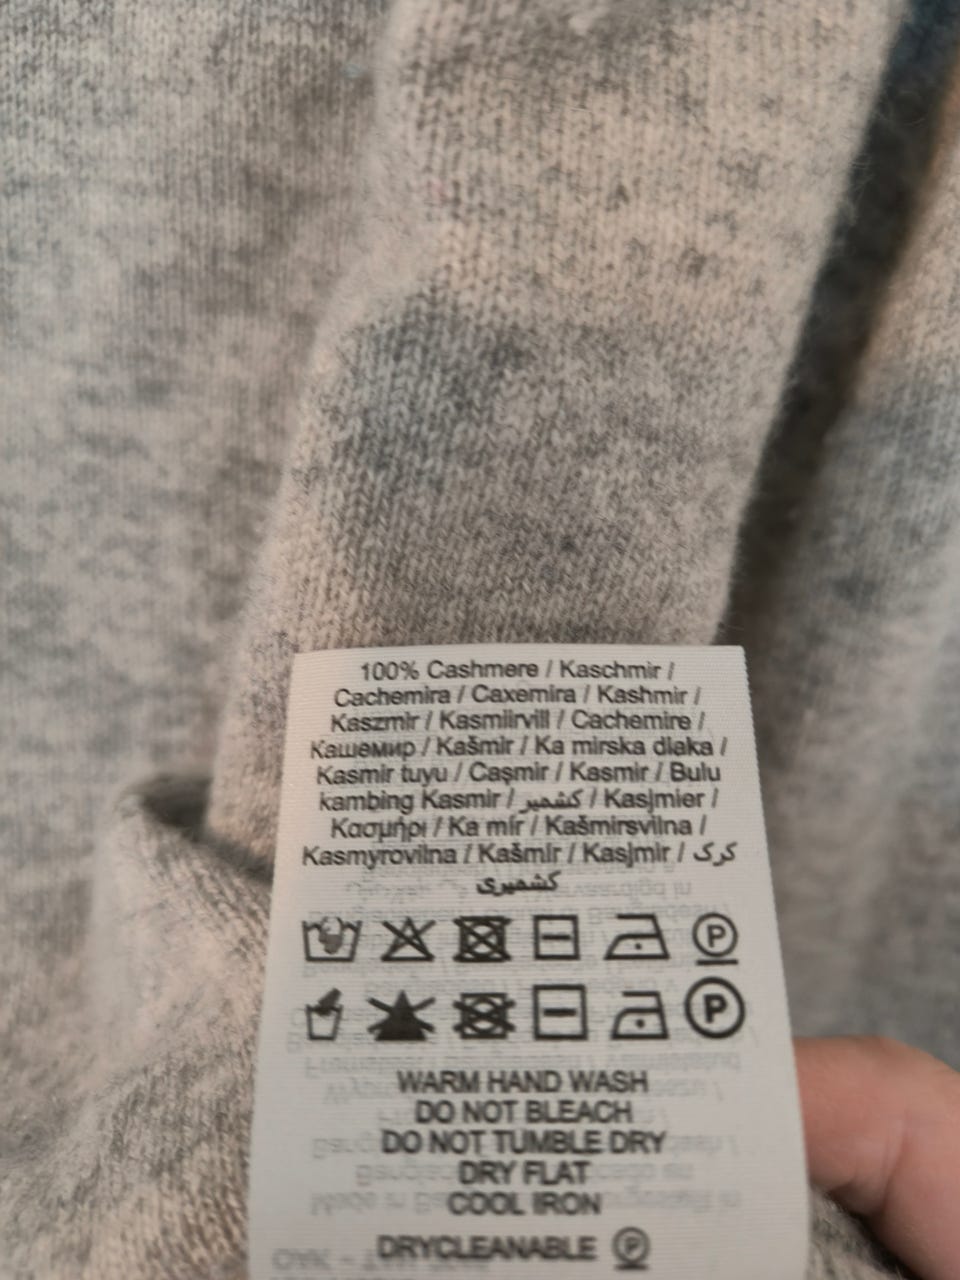 100% Cashmere / Kaschmir /
Cachemira / Caxemira / Kashmir /
Kaszmir / Kasmiirvill / Cachemire /
Кашемир / Kašmir / Ka mirska dlaka /
Kasmir tuyu / Caşmir / Kasmir / Bulu
kambing Kasmir / كشمير / Kasjmier /
Κασμήρι / Ka mír / Kašmirsvilna /
Kasmyrovilna / Kašmír / Kasjmir / کرک
کشمیری
P
P
WARM HAND WASH
DO NOT BLEACH
DO NOT TUMBLE DRY
DRY FLAT
COOL IRON
DRYCLEANABLE P